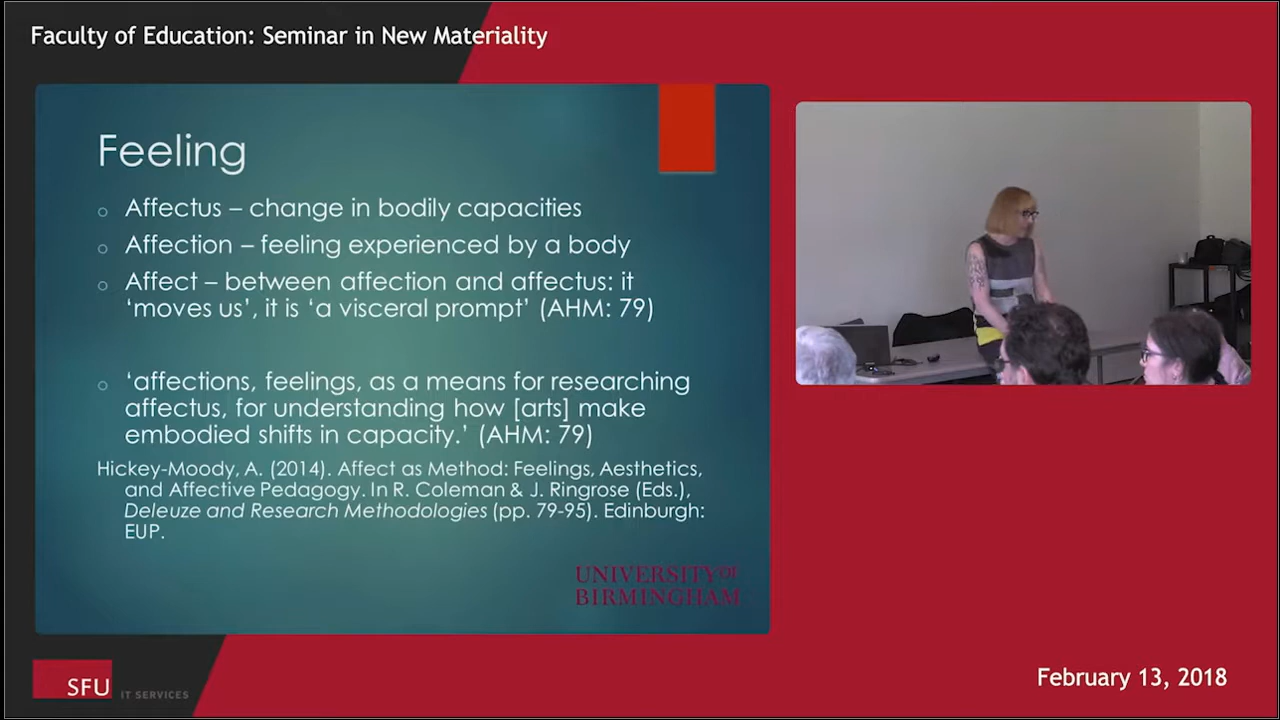 Faculty of Education: Seminar in New Materiality
Feeling
○ Affectus – change in bodily capacities
○ Affection – feeling experienced by a body
○ Affect – between affection and affectus: it
‘moves us’, it is ‘a visceral prompt’ (AHM: 79)
○ ‘affections, feelings, as a means for researching
affectus, for understanding how [arts] make
embodied shifts in capacity.’ (AHM: 79)
Hickey-Moody, A. (2014). Affect as Method: Feelings, Aesthetics,
and Affective Pedagogy. In R. Coleman & J. Ringrose (Eds.),
Deleuze and Research Methodologies (pp. 79-95). Edinburgh:
EUP.
UNIVERSITY OF
BIRMINGHAM
SFU IT SERVICES
February 13, 2018